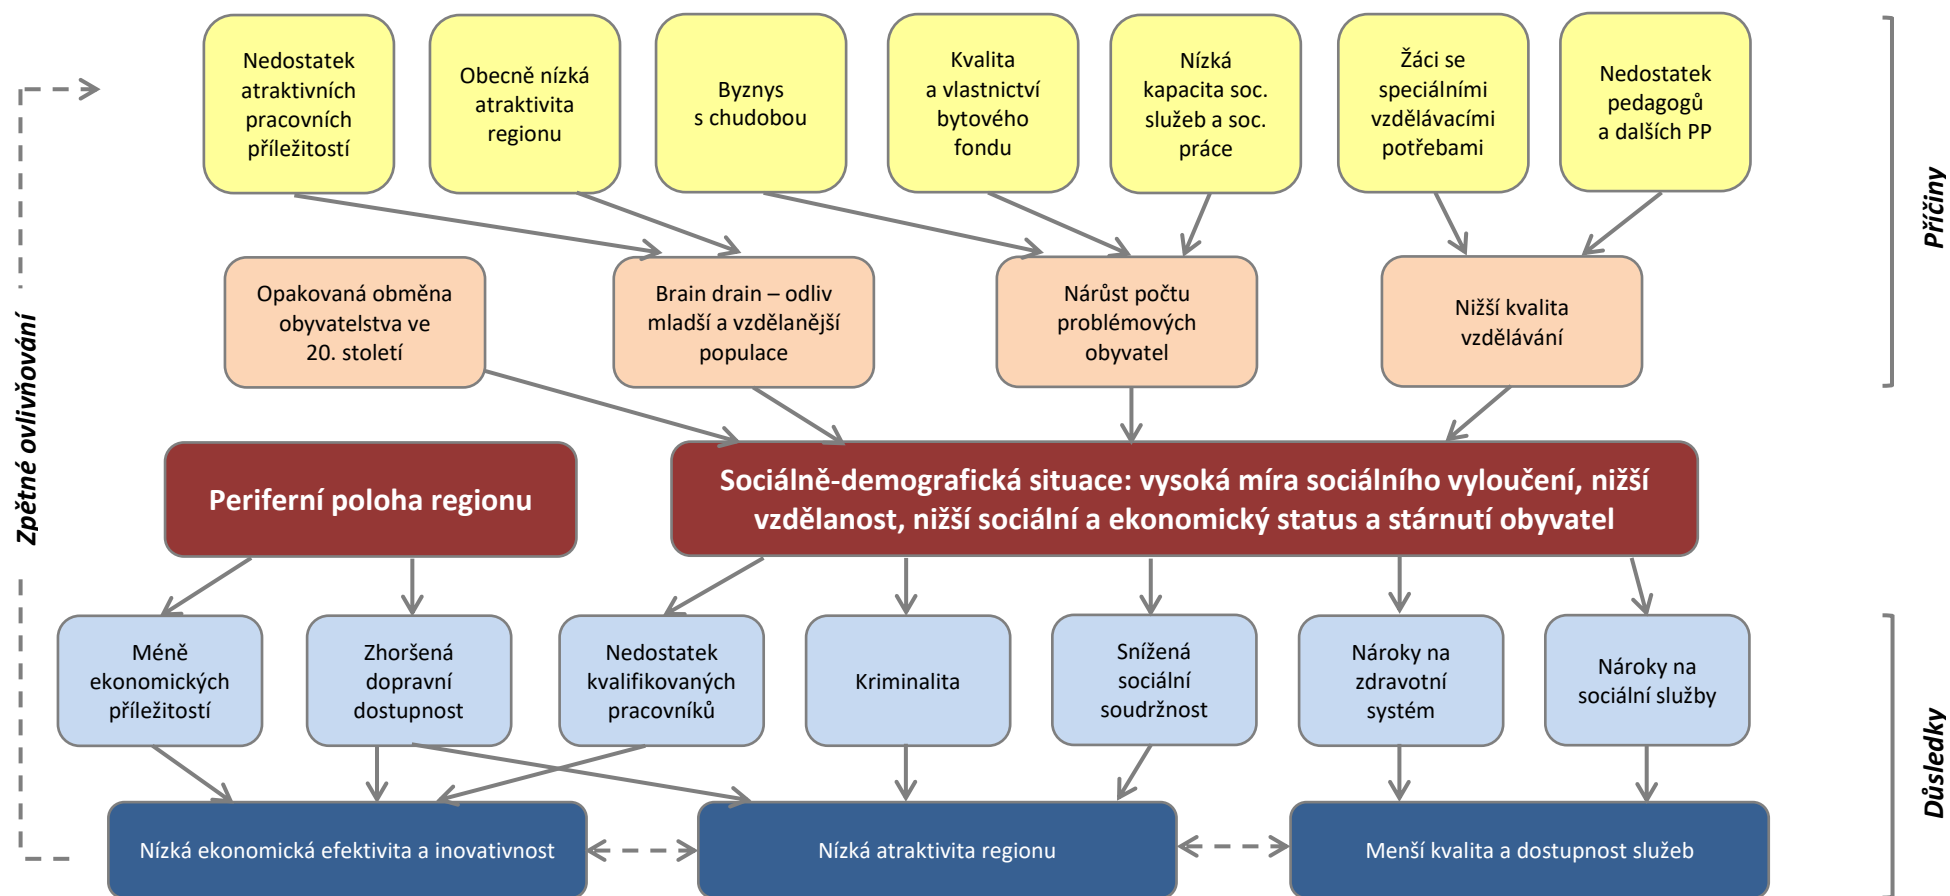 Nedostatek
atraktivních
pracovních
příležitostí
Obecně nízká
atraktivita
regionu
Byznys
s chudobou
Kvalita
a vlastnictví
bytového
fondu
Nízká
kapacita soc.
služeb a soc.
práce
Žáci se
speciálními
vzdělávacími
potřebami
Nedostatek
pedagogů
a dalších PP
Příčiny
Opakovaná obměna
obyvatelstva ve
20. století
Brain drain – odliv
mladší a vzdělanější
populace
Nárůst počtu
problémových
obyvatel
Nižší kvalita
vzdělávání
Zpětné ovlivňování
Periferní poloha regionu
Sociálně-demografická situace: vysoká míra sociálního vyloučení, nižší
vzdělanost, nižší sociální a ekonomický status a stárnutí obyvatel
Méně
ekonomických
příležitostí
Zhoršená
dopravní
dostupnost
Nedostatek
kvalifikovaných
pracovníků
Kriminalita
Snížená
sociální
soudržnost
Nároky na
zdravotní
systém
Nároky na
sociální služby
Důsledky
Nízká ekonomická efektivita a inovativnost
Nízká atraktivita regionu
Menší kvalita a dostupnost služeb